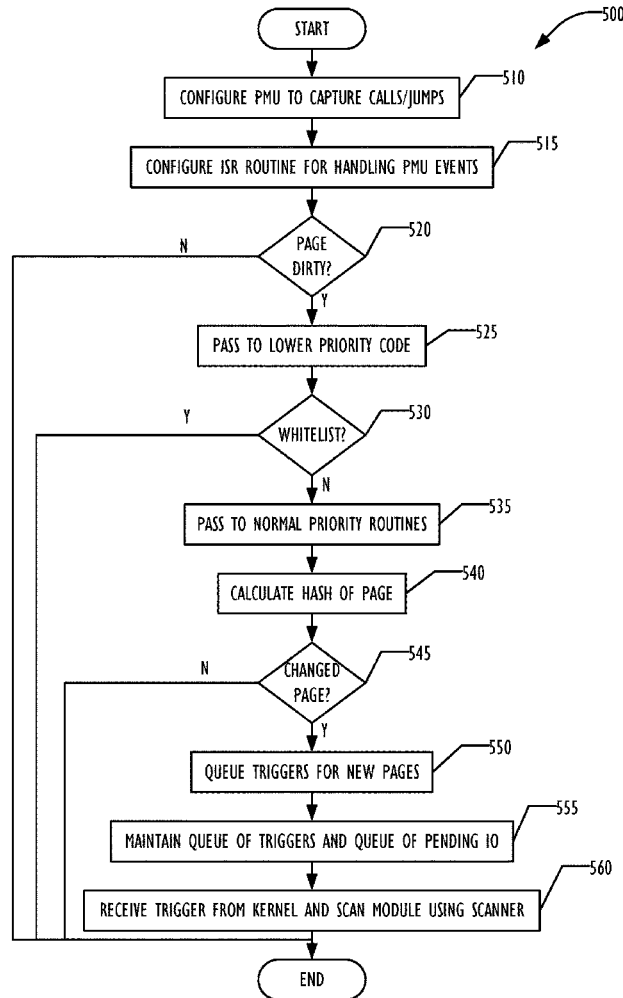 500
START
CONFIGURE PMU TO CAPTURE CALLS/JUMPS
510
CONFIGURE ISR ROUTINE FOR HANDLING PMU EVENTS
515
PAGE
DIRTY?
520
N
Y
PASS TO LOWER PRIORITY CODE
525
WHITELIST?
530
Y
N
PASS TO NORMAL PRIORITY ROUTINES
535
CALCULATE HASH OF PAGE
540
CHANGED
PAGE?
545
N
Y
QUEUE TRIGGERS FOR NEW PAGES
550
MAINTAIN QUEUE OF TRIGGERS AND QUEUE OF PENDING IO
555
RECEIVE TRIGGER FROM KERNEL AND SCAN MODULE USING SCANNER
560
END